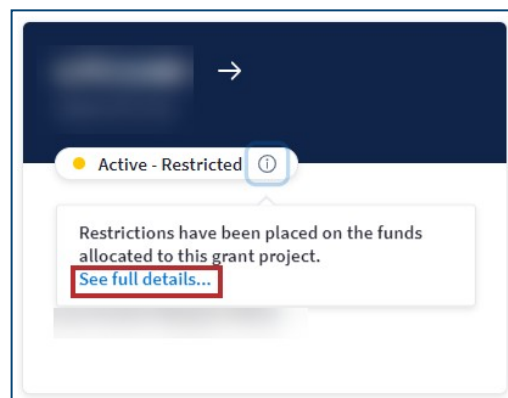 Active - Restricted
Restrictions have been placed on the funds
allocated to this grant project.
See full details...